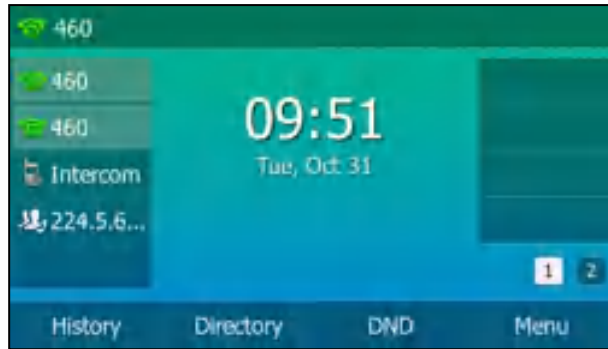 460
460
460
Intercom
224.5.6...
09:51
Tue, Oct 31
1 2
History Directory DND Menu